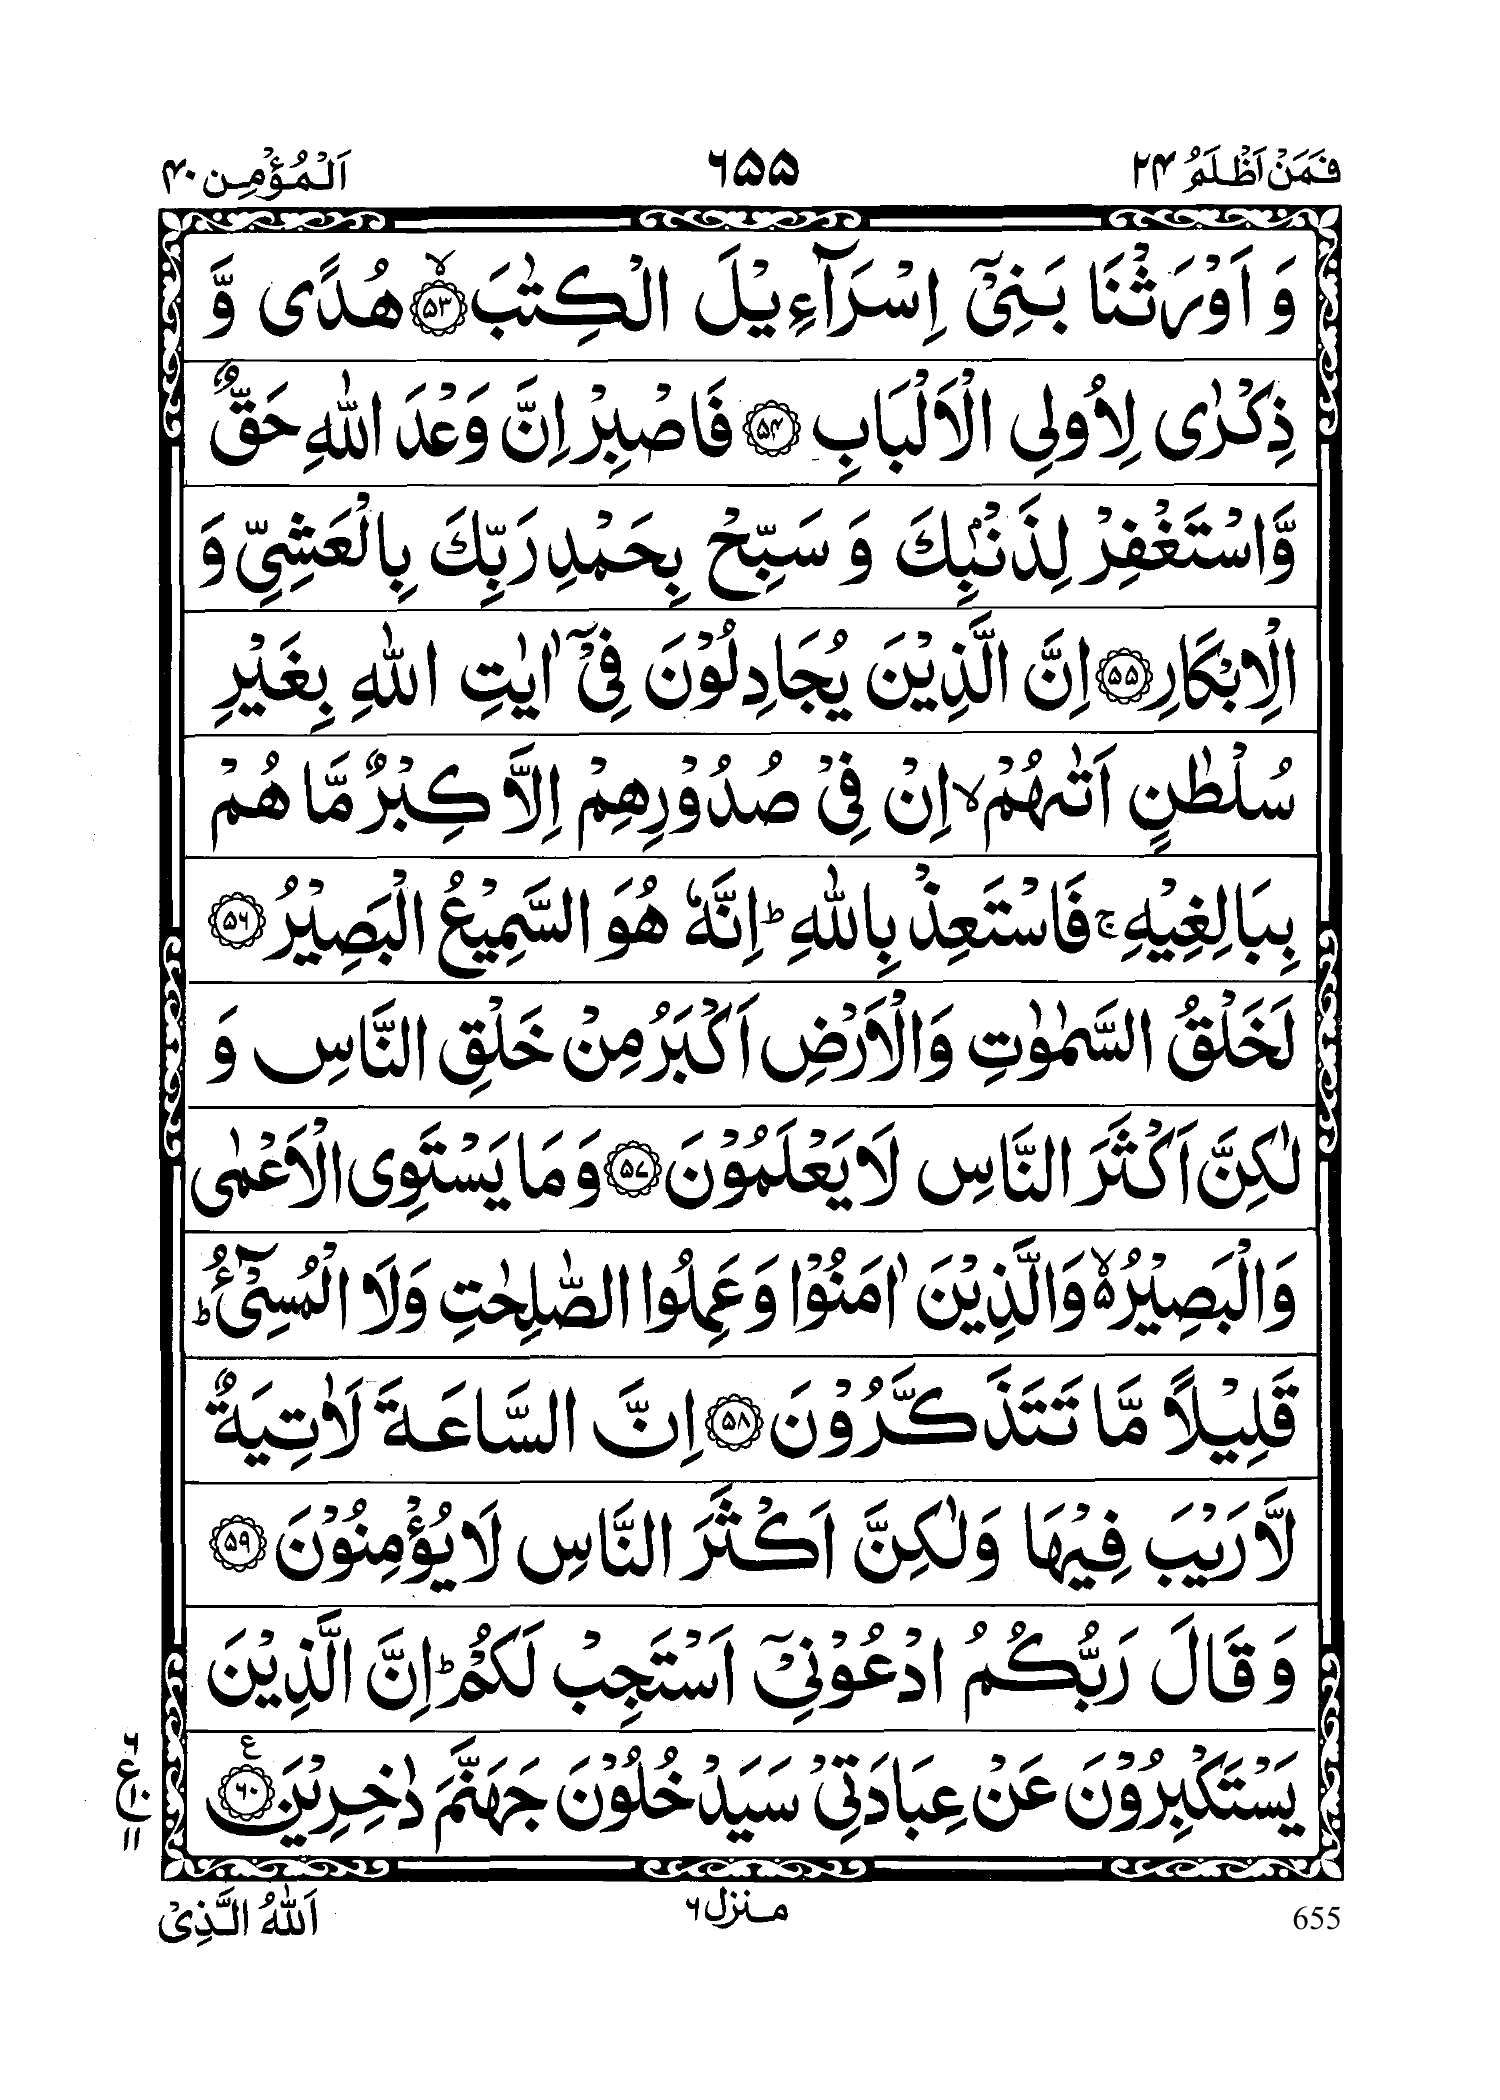 فَمَنْ اَظْلَمُ ۲۴ ۶۵۵ اَلْمُؤْمِن ۴۰
وَ اَوْرَثْنَا بَنِیْۤ اِسْرَآءِیْلَ الْكِتٰبَ ﴿۵۳﴾ۙ هُدًی وَّ
ذِكْرٰی لِاُولِی الْاَلْبَابِ ﴿۵۴﴾ فَاصْبِرْ اِنَّ وَعْدَ اللّٰهِ حَقٌّ
وَّاسْتَغْفِرْ لِذَنْۢبِكَ وَ سَبِّحْ بِحَمْدِ رَبِّكَ بِالْعَشِیِّ وَ
الْاِبْكَارِ ﴿۵۵﴾ اِنَّ الَّذِیْنَ یُجَادِلُوْنَ فِیْۤ اٰیٰتِ اللّٰهِ بِغَیْرِ
سُلْطٰنٍ اَتٰىهُمْ ۙ اِنْ فِیْ صُدُوْرِهِمْ اِلَّا كِبْرٌ مَّا هُمْ
بِبَالِغِیْهِ ۚ فَاسْتَعِذْ بِاللّٰهِ ؕ اِنَّهٗ هُوَ السَّمِیْعُ الْبَصِیْرُ ﴿۵۶﴾
لَخَلْقُ السَّمٰوٰتِ وَالْاَرْضِ اَكْبَرُ مِنْ خَلْقِ النَّاسِ وَ
لٰكِنَّ اَكْثَرَ النَّاسِ لَا یَعْلَمُوْنَ ﴿۵۷﴾ وَ مَا یَسْتَوِی الْاَعْمٰی
وَالْبَصِیْرُ ۙ۬ وَالَّذِیْنَ اٰمَنُوْا وَ عَمِلُوا الصّٰلِحٰتِ وَلَا الْمُسِیْٓءُ ؕ
قَلِیْلًا مَّا تَتَذَكَّرُوْنَ ﴿۵۸﴾ اِنَّ السَّاعَةَ لَاٰتِیَةٌ
لَّا رَیْبَ فِیْهَا وَلٰكِنَّ اَكْثَرَ النَّاسِ لَا یُؤْمِنُوْنَ ﴿۵۹﴾
وَ قَالَ رَبُّكُمُ ادْعُوْنِیْۤ اَسْتَجِبْ لَكُمْ ؕ اِنَّ الَّذِیْنَ
یَسْتَكْبِرُوْنَ عَنْ عِبَادَتِیْ سَیَدْخُلُوْنَ جَهَنَّمَ دٰخِرِیْنَ ﴿۶۰﴾ع
۶
ع
۱۰
۱۱
655 مـنزل ۶ اَللّٰهُ الَّذِیْ